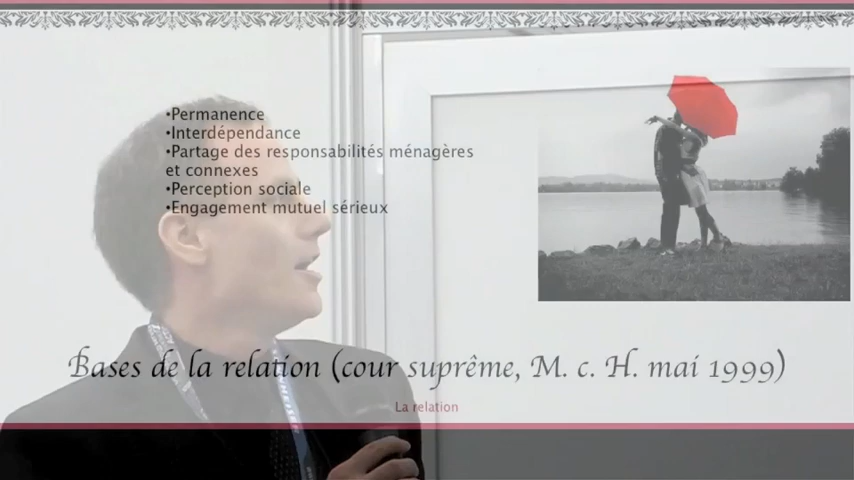 •Permanence
•Interdépendance
•Partage des responsabilités ménagères
et connexes
•Perception sociale
•Engagement mutuel sérieux
Bases de la relation (cour suprême, M. c. H. mai 1999)
La relation